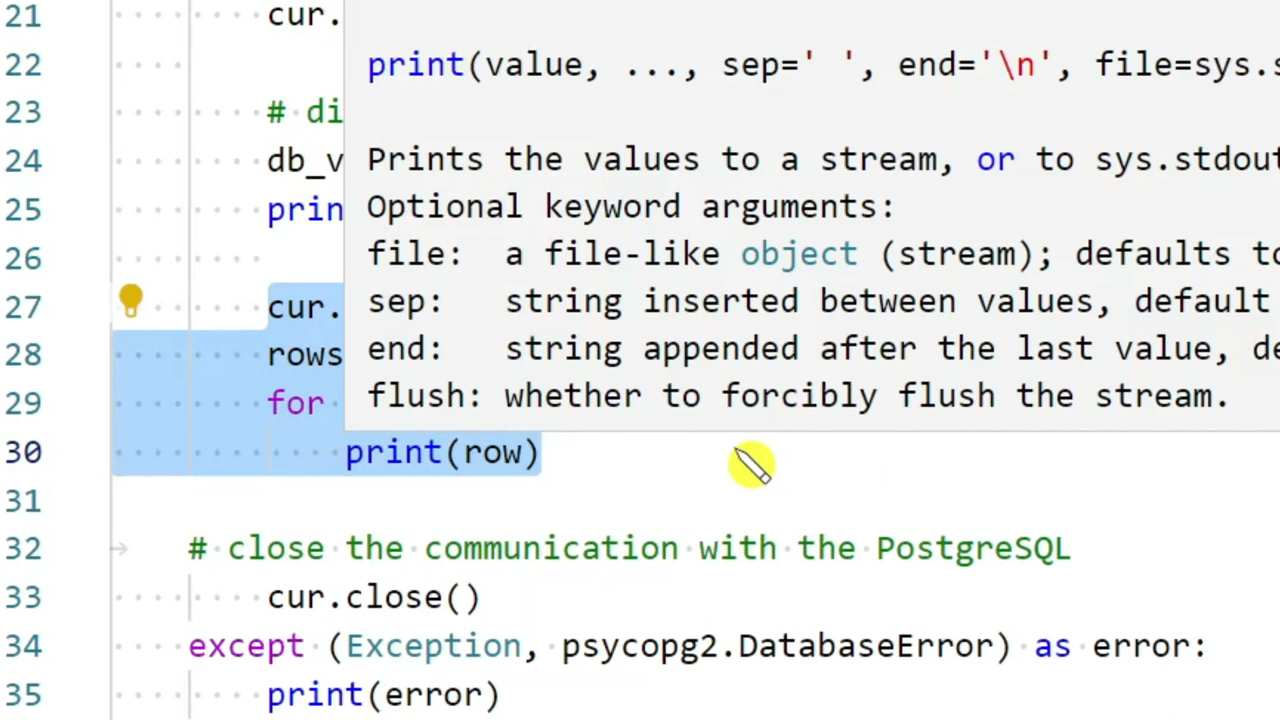 21 cur.
22
23 # di
24 db_v
25 prin
26
27 cur.
28 rows
29 for
30 print(row)
31
32 # close the communication with the PostgreSQL
33 cur.close()
34 except (Exception, psycopg2.DatabaseError) as error:
35 print(error)
print(value, ..., sep=' ', end='\n', file=sys.s
Prints the values to a stream, or to sys.stdout
Optional keyword arguments:
file: a file-like object (stream); defaults to
sep: string inserted between values, default
end: string appended after the last value, de
flush: whether to forcibly flush the stream.